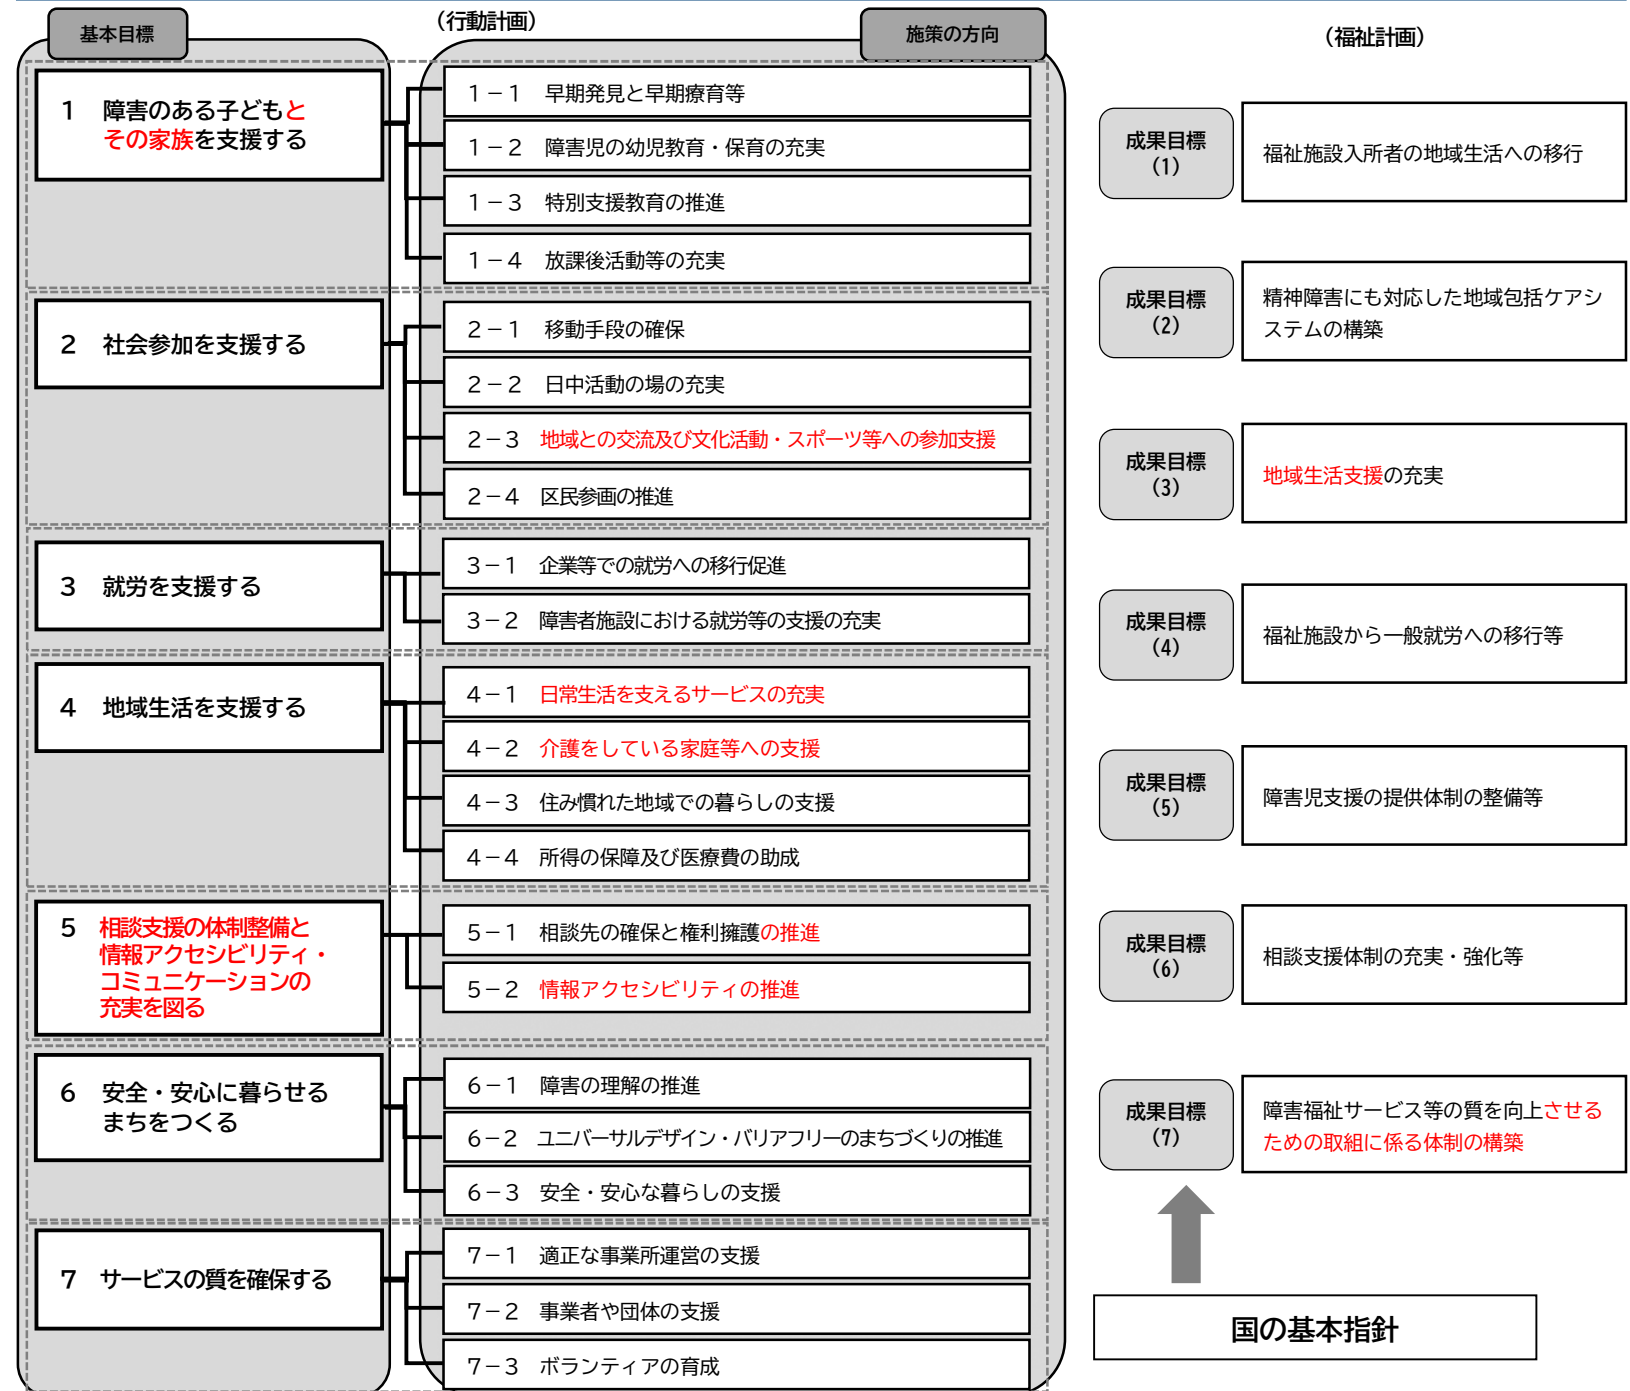 (行動計画)
(福祉計画)
基本目標
施策の方向
1 障害のある子どもと
その家族を支援する
1－1 早期発見と早期療育等
1－2 障害児の幼児教育・保育の充実
1－3 特別支援教育の推進
1－4 放課後活動等の充実
2 社会参加を支援する
2－1 移動手段の確保
2－2 日中活動の場の充実
2－3 地域との交流及び文化活動・スポーツ等への参加支援
2－4 区民参画の推進
3 就労を支援する
3－1 企業等での就労への移行促進
3－2 障害者施設における就労等の支援の充実
4 地域生活を支援する
4－1 日常生活を支えるサービスの充実
4－2 介護をしている家庭等への支援
4－3 住み慣れた地域での暮らしの支援
4－4 所得の保障及び医療費の助成
5 相談支援の体制整備と
情報アクセシビリティ・
コミュニケーションの
充実を図る
5－1 相談先の確保と権利擁護の推進
5－2 情報アクセシビリティの推進
6 安全・安心に暮らせる
まちをつくる
6－1 障害の理解の推進
6－2 ユニバーサルデザイン・バリアフリーのまちづくりの推進
6－3 安全・安心な暮らしの支援
7 サービスの質を確保する
7－1 適正な事業所運営の支援
7－2 事業者や団体の支援
7－3 ボランティアの育成
成果目標
(1)
福祉施設入所者の地域生活への移行
成果目標
(2)
精神障害にも対応した地域包括ケアシ
ステムの構築
成果目標
(3)
地域生活支援の充実
成果目標
(4)
福祉施設から一般就労への移行等
成果目標
(5)
障害児支援の提供体制の整備等
成果目標
(6)
相談支援体制の充実・強化等
成果目標
(7)
障害福祉サービス等の質を向上させる
ための取組に係る体制の構築
国の基本指針